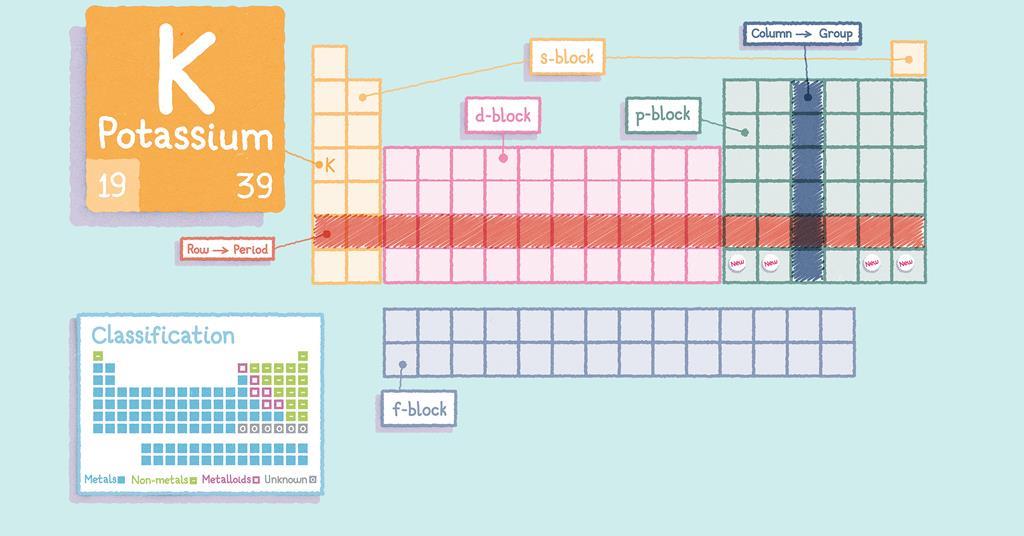 K
Potassium
19
39
s-block
Column → Group
d-block
p-block
K
Row → Period
New
New
New
New
f-block
Classification
Metals
Non-metals
Metalloids
Unknown